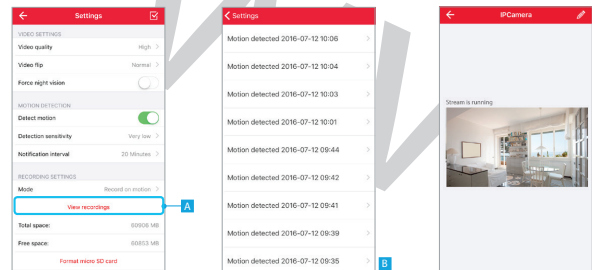 Settings
VIDEO SETTINGS
Video quality High
Video flip Normal
Force night vision
MOTION DETECTION
Detect motion
Detection sensitivity Very low
Notification interval 20 Minutes
RECORDING SETTINGS
Mode Record on motion
View recordings
A
Total space: 60906 MB
Free space: 60853 MB
Format micro SD card
Settings
Motion detected 2016-07-12 10:06
Motion detected 2016-07-12 10:04
Motion detected 2016-07-12 10:03
Motion detected 2016-07-12 10:01
Motion detected 2016-07-12 09:44
Motion detected 2016-07-12 09:42
Motion detected 2016-07-12 09:41
Motion detected 2016-07-12 09:39
Motion detected 2016-07-12 09:35
B
IPCamera
Stream is running